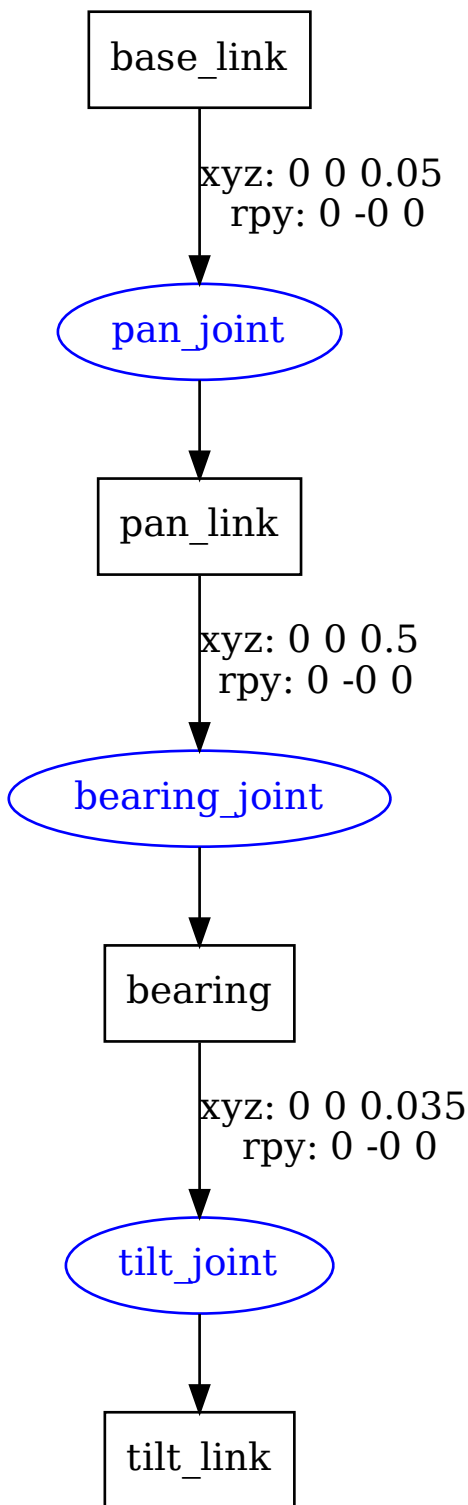 base_link
xyz: 0 0 0.05
rpy: 0 -0 0
pan_joint
pan_link
xyz: 0 0 0.5
rpy: 0 -0 0
bearing_joint
bearing
xyz: 0 0 0.035
rpy: 0 -0 0
tilt_joint
tilt_link